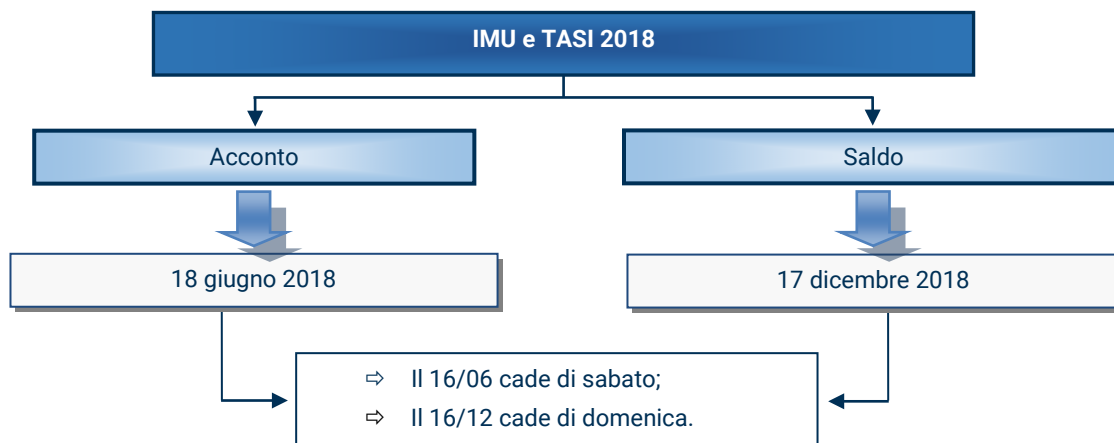 IMU e TASI 2018
Acconto
Saldo
18 giugno 2018
17 dicembre 2018
⇨ Il 16/06 cade di sabato;
⇨ Il 16/12 cade di domenica.